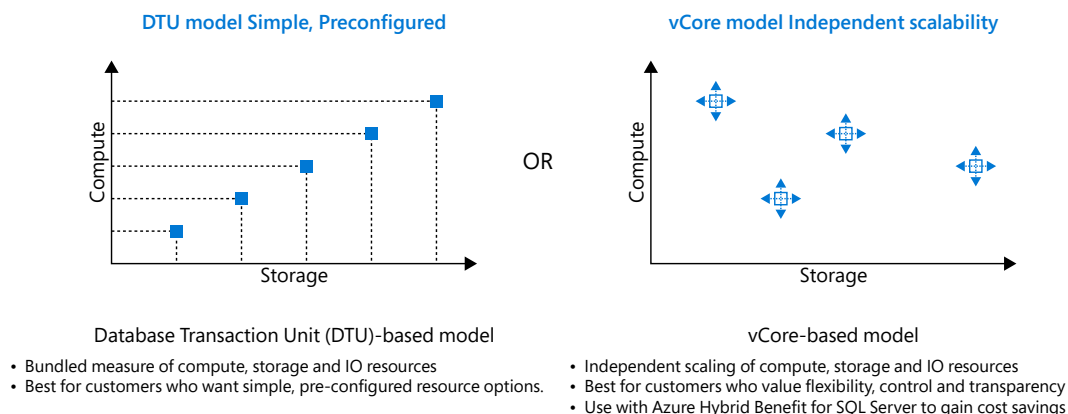 DTU model Simple, Preconfigured
Compute
Storage
Database Transaction Unit (DTU)-based model
• Bundled measure of compute, storage and IO resources
• Best for customers who want simple, pre-configured resource options.
OR
vCore model Independent scalability
Compute
Storage
vCore-based model
• Independent scaling of compute, storage and IO resources
• Best for customers who value flexibility, control and transparency
• Use with Azure Hybrid Benefit for SQL Server to gain cost savings